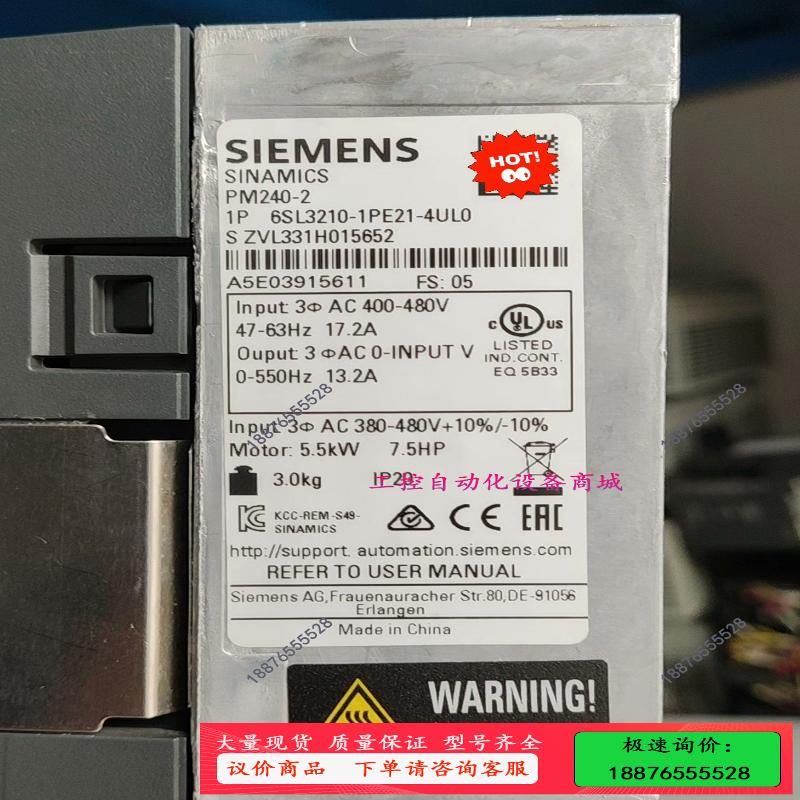 SIEMENS
HOT!
SINAMICS
PM240-2
1P 6SL3210-1PE21-4UL0
S ZVL331H015652
A5E03915611 FS: 05
Input: 3Φ AC 400-480V
47-63Hz 17.2A
Ouput: 3 ΦAC 0-INPUT V
0-550Hz 13.2A
c UL us
LISTED
IND.CONT.
EQ 5B33
Input: 3Φ AC 380-480V+10%/-10%
Motor: 5.5kW 7.5HP
3.0kg IP20
工控自动化设备商城
KCC-REM-S49-
SINAMICS
CE EAC
http://support. automation.siemens.com
REFER TO USER MANUAL
Siemens AG,Frauenauracher Str.80,DE-91056
Erlangen
Made in China
18876555528
18876555528
18876555528
18876555528
WARNING!
大量现货 质量保证 型号齐全
议价商品 下单请咨询客服
极速询价：
18876555528